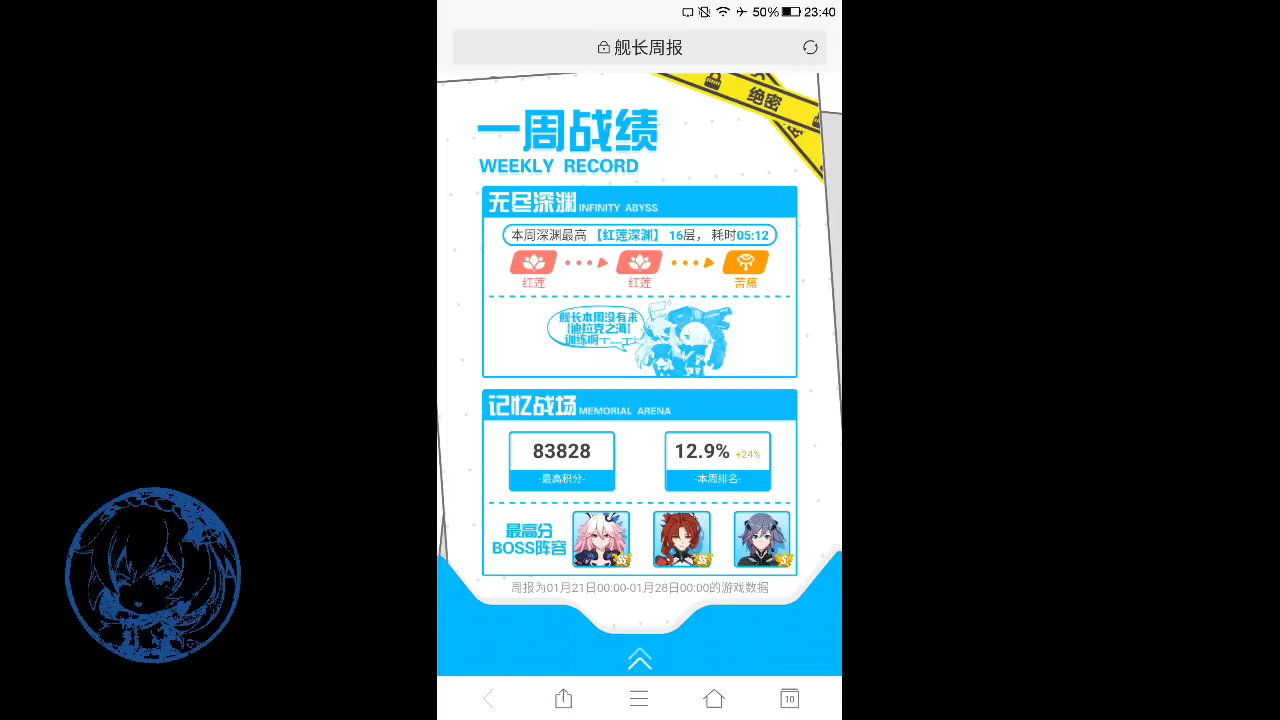 50% 23:40
舰长周报
绝密
一周战绩
WEEKLY RECORD
无尽深渊 INFINITY ABYSS
本周深渊最高【红莲深渊】16层，耗时05:12
红莲 红莲 苦痛
舰长本周没有来
[迪拉克之海]
训练啊┬﹏┬
记忆战场 MEMORIAL ARENA
83828 12.9% +24%
-最高积分- -本周排名-
最高分
BOSS阵容
周报为01月21日00:00-01月28日00:00的游戏数据
10